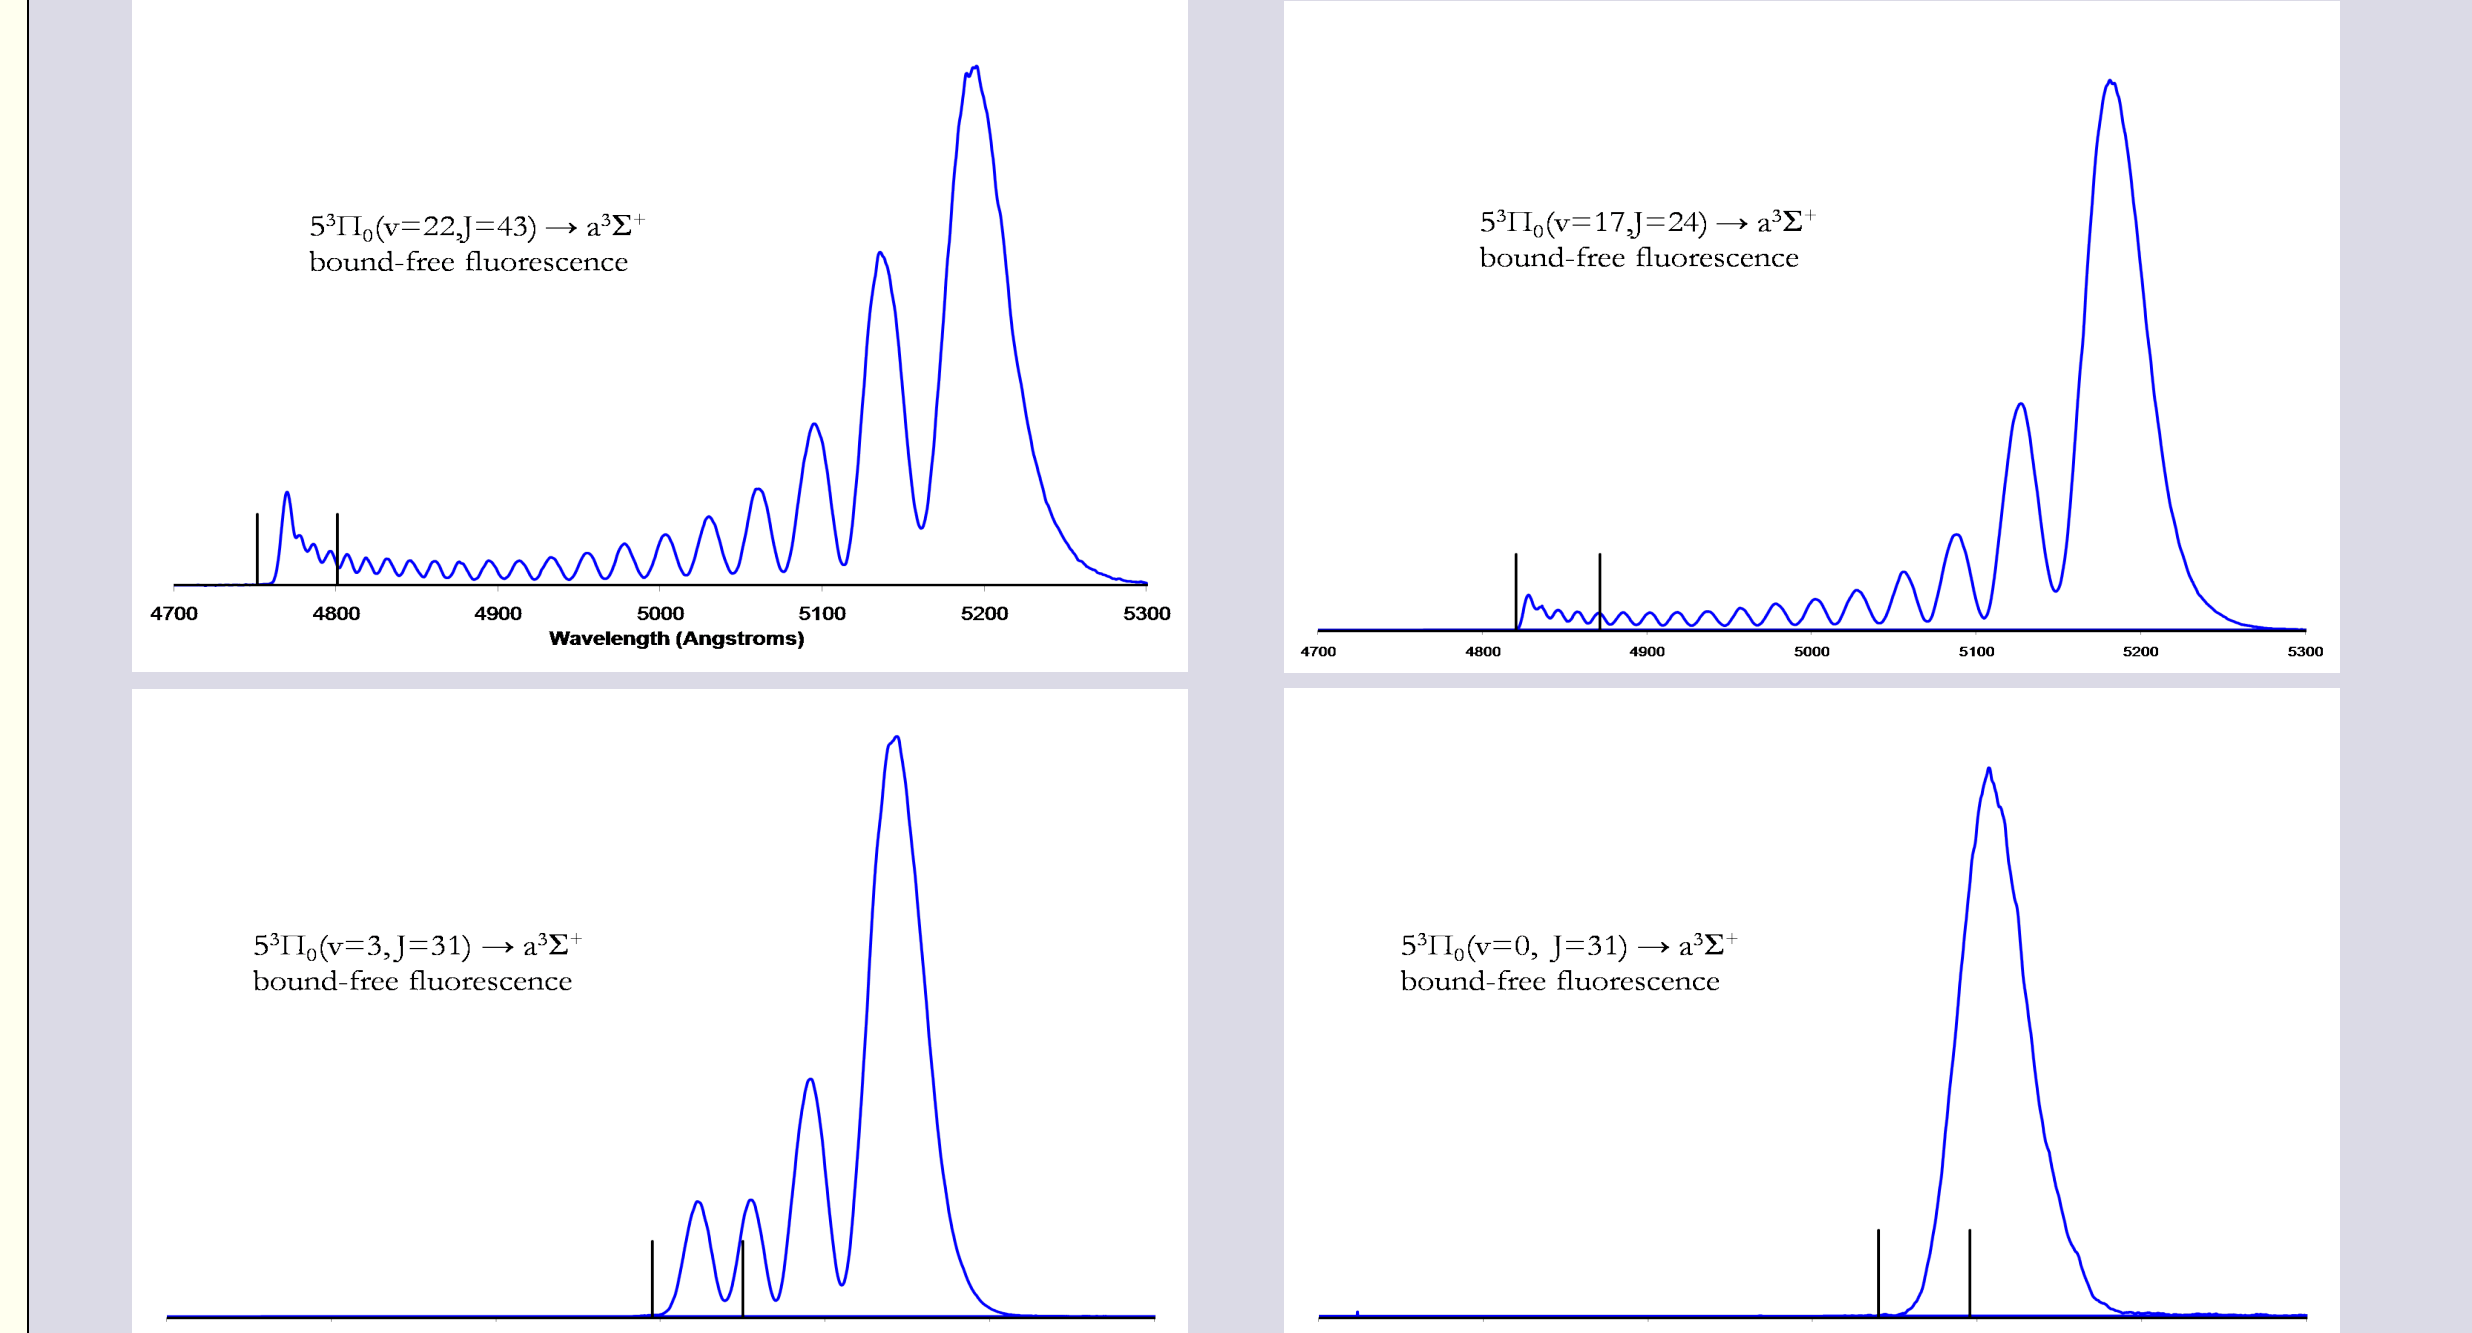 5³Π₀(v=22,J=43) → a³Σ⁺
bound-free fluorescence
4700 4800 4900 5000 5100 5200 5300
Wavelength (Angstroms)
5³Π₀(v=17,J=24) → a³Σ⁺
bound-free fluorescence
4700 4800 4900 5000 5100 5200 5300
5³Π₀(v=3,J=31) → a³Σ⁺
bound-free fluorescence
5³Π₀(v=0, J=31) → a³Σ⁺
bound-free fluorescence